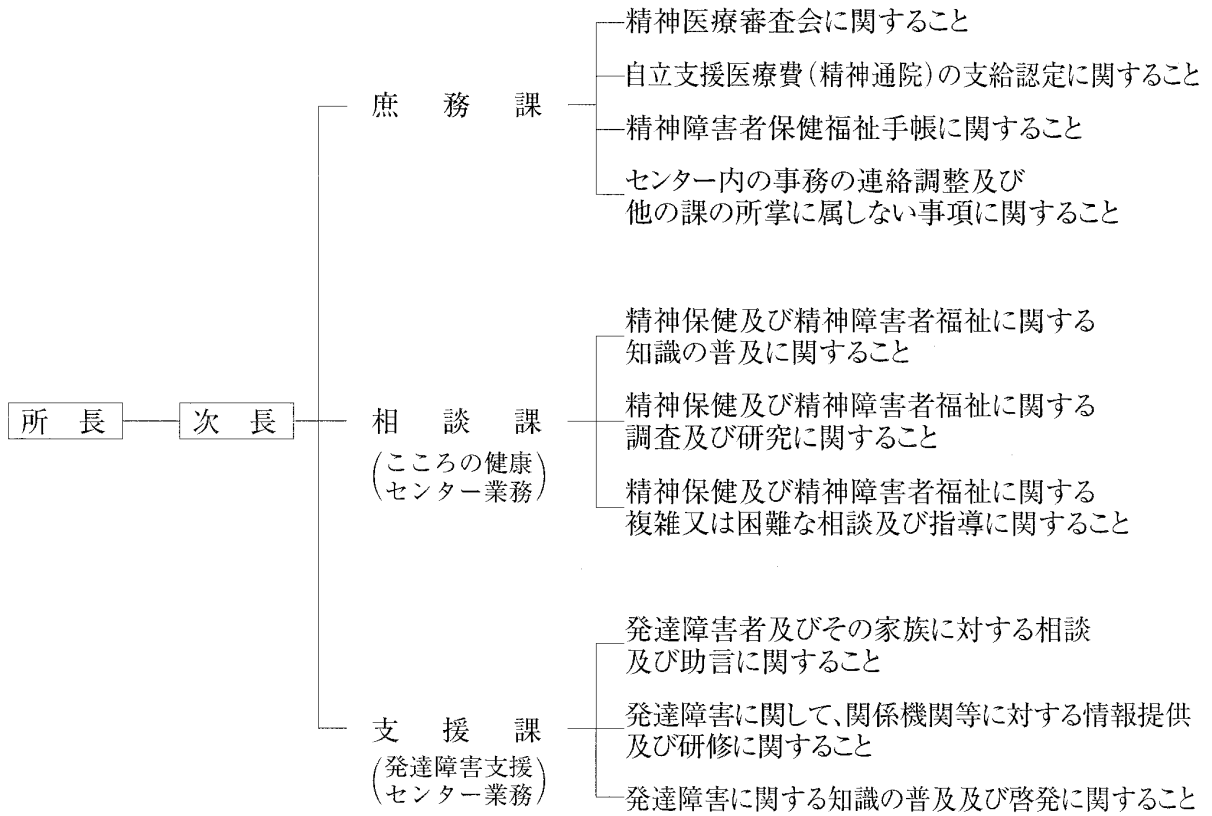 所長
次長
庶務課
精神医療審査会に関すること
自立支援医療費(精神通院)の支給認定に関すること
精神障害者保健福祉手帳に関すること
センター内の事務の連絡調整及び
他の課の所掌に属しない事項に関すること
相談課
(こころの健康
センター業務)
精神保健及び精神障害者福祉に関する
知識の普及に関すること
精神保健及び精神障害者福祉に関する
調査及び研究に関すること
精神保健及び精神障害者福祉に関する
複雑又は困難な相談及び指導に関すること
支援課
(発達障害支援
センター業務)
発達障害者及びその家族に対する相談
及び助言に関すること
発達障害に関して、関係機関等に対する情報提供
及び研修に関すること
発達障害に関する知識の普及及び啓発に関すること